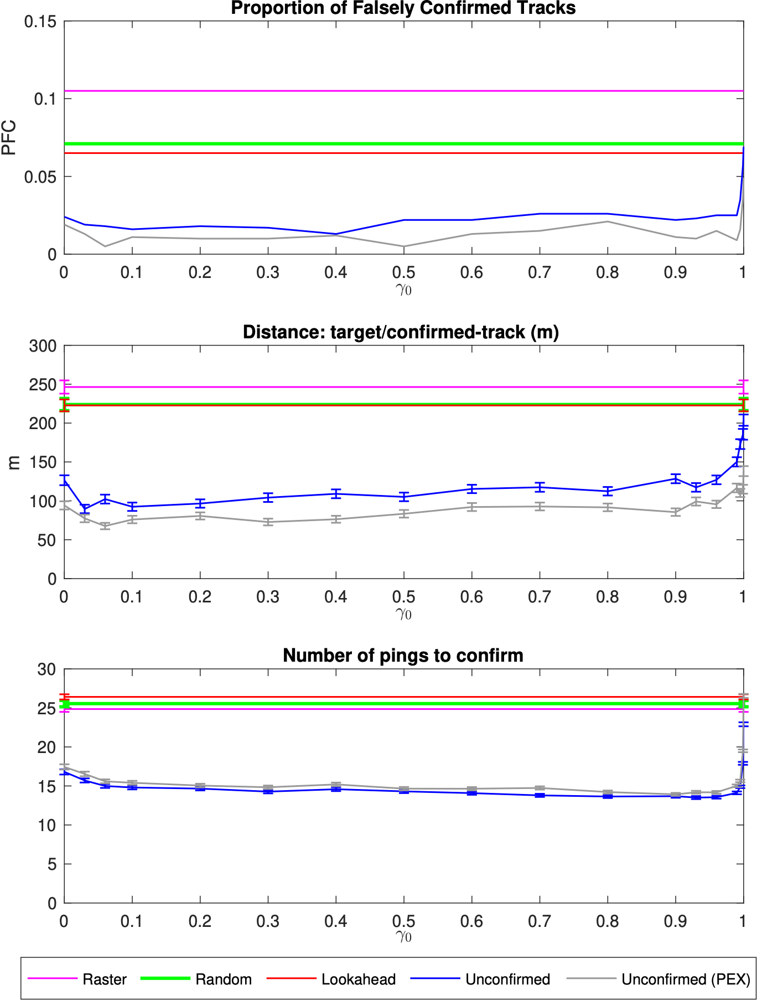 Proportion of Falsely Confirmed Tracks
0.15
0.1
0.05
0
PFC
0 0.1 0.2 0.3 0.4 0.5 0.6 0.7 0.8 0.9 1
γ0
Distance: target/confirmed-track (m)
300
250
200
150
100
50
0
m
0 0.1 0.2 0.3 0.4 0.5 0.6 0.7 0.8 0.9 1
γ0
Number of pings to confirm
30
25
20
15
10
5
0
0 0.1 0.2 0.3 0.4 0.5 0.6 0.7 0.8 0.9 1
γ0
Raster Random Lookahead Unconfirmed Unconfirmed (PEX)